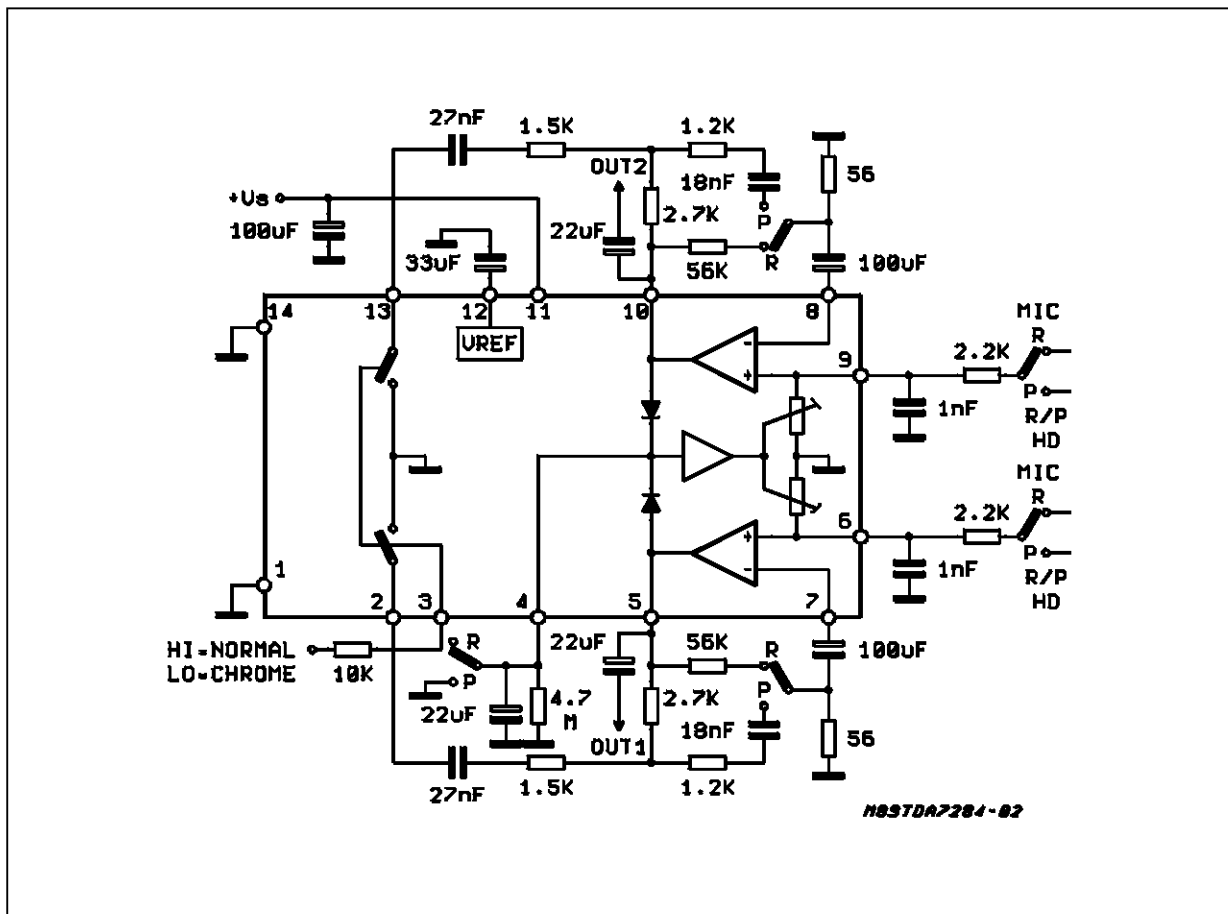 27nF
1.5K
1.2K
OUT2
18nF
56
+Vs
P
2.7K
100uF
22uF
33uF
R
56K
100uF
14
13
12
11
10
8
MIC
VREF
R
-
9
2.2K
+
P
1nF
R/P
HD
MIC
R
6
2.2K
+
P
1
-
1nF
R/P
2
3
4
5
7
HD
22uF
56K
R
HI=NORMAL
R
100uF
LO=CHROME
10K
P
P
4.7
M
2.7K
22uF
18nF
56
OUT1
27nF
1.5K
1.2K
M89TDA7284-02